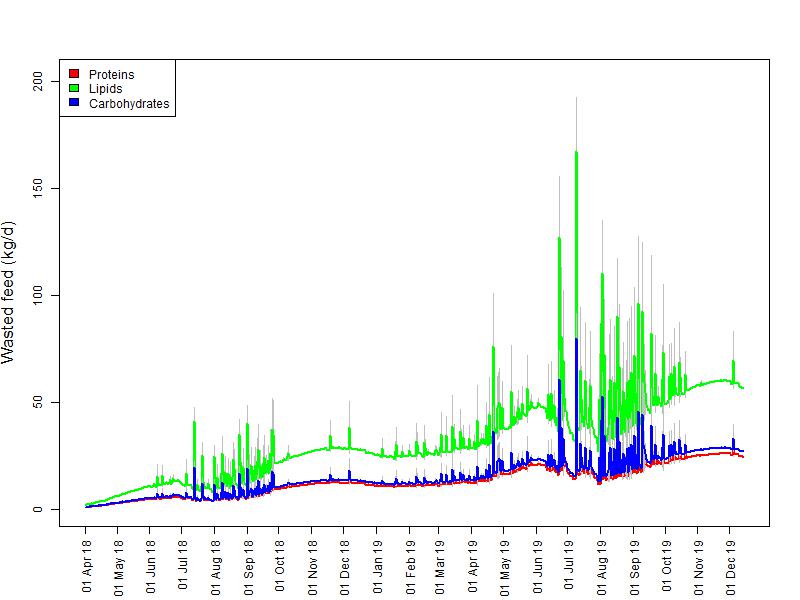 Proteins
Lipids
Carbohydrates
Wasted feed (kg/d)
200
150
100
50
0
01 Apr 18
01 May 18
01 Jun 18
01 Jul 18
01 Aug 18
01 Sep 18
01 Oct 18
01 Nov 18
01 Dec 18
01 Jan 19
01 Feb 19
01 Mar 19
01 Apr 19
01 May 19
01 Jun 19
01 Jul 19
01 Aug 19
01 Sep 19
01 Oct 19
01 Nov 19
01 Dec 19